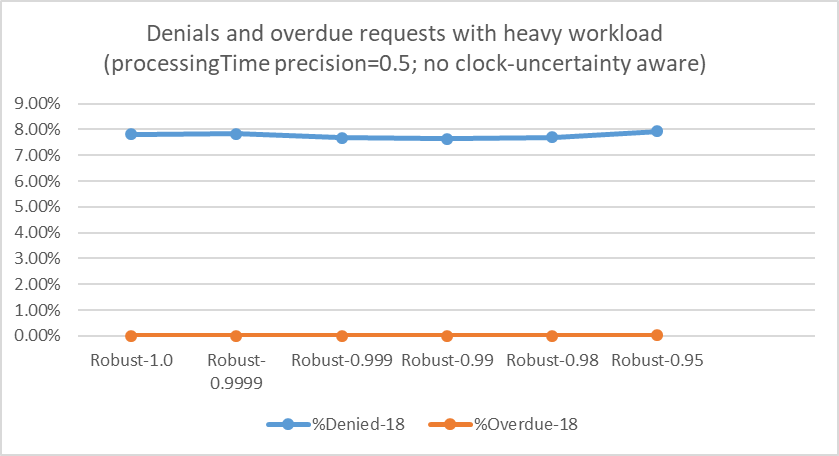 Denials and overdue requests with heavy workload
(processingTime precision=0.5; no clock-uncertainty aware)
9.00%
8.00%
7.00%
6.00%
5.00%
4.00%
3.00%
2.00%
1.00%
0.00%
Robust-1.0 Robust- Robust-0.999 Robust-0.99 Robust-0.98 Robust-0.95
0.9999
%Denied-18 %Overdue-18